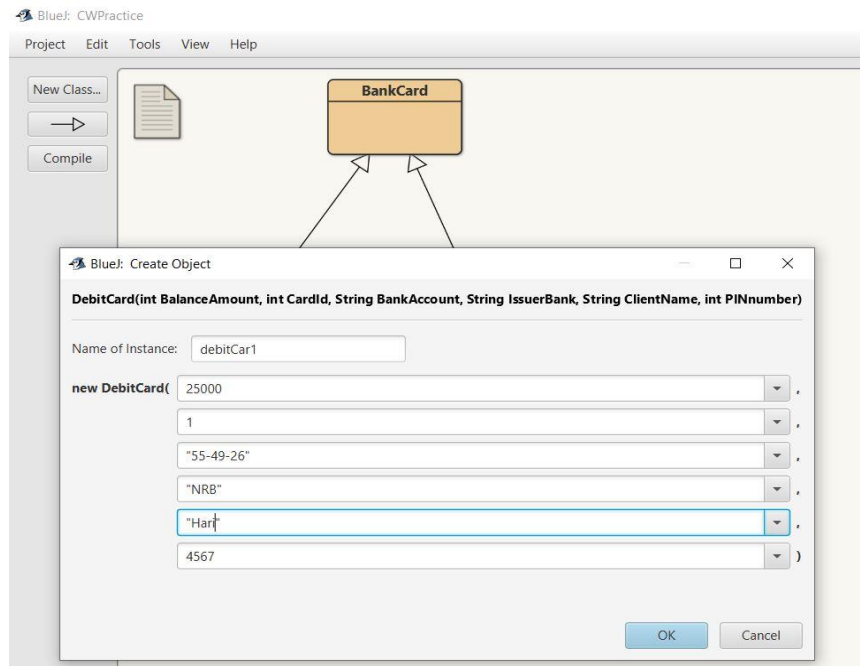 BlueJ: CWPractice
Project Edit Tools View Help
New Class...
BankCard
Compile
BlueJ: Create Object
DebitCard(int BalanceAmount, int CardId, String BankAccount, String IssuerBank, String ClientName, int PINnumber)
Name of Instance: debitCar1
new DebitCard( 25000 ,
1 ,
"55-49-26" ,
"NRB" ,
"Hari" ,
4567 )
OK Cancel